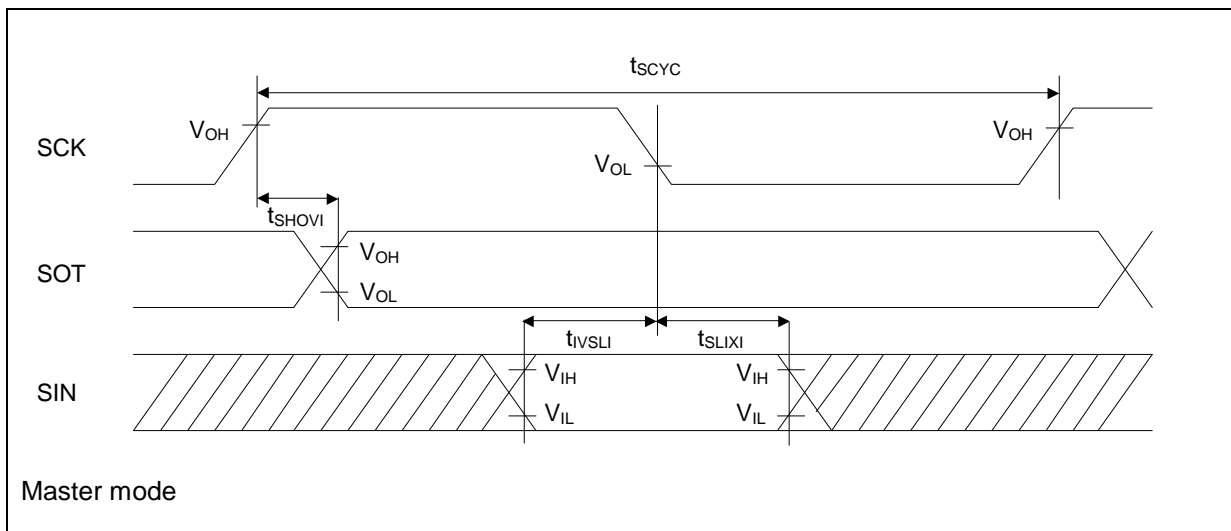 tSCYC
VOH
VOH
SCK
VOL
tSHOVI
VOH
SOT
VOL
tIVSLI
tSLIXI
VIH
VIH
SIN
VIL
VIL
Master mode